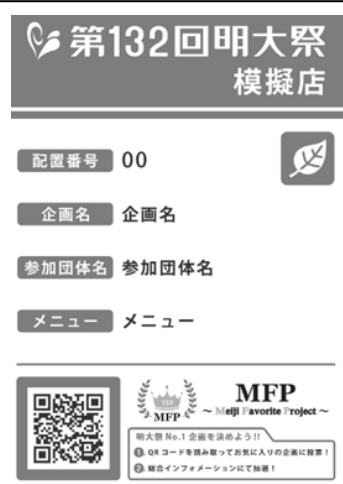 第132回明大祭
模擬店
配置番号 00
企画名 企画名
参加団体名 参加団体名
メニュー メニュー
MFP
MFP
～ Meiji Favorite Project ～
明大祭 No.1 企画を決めよう!!
❶. QRコードを読み取ってお気に入りの企画に投票！
❷. 総合インフォメーションにて抽選！